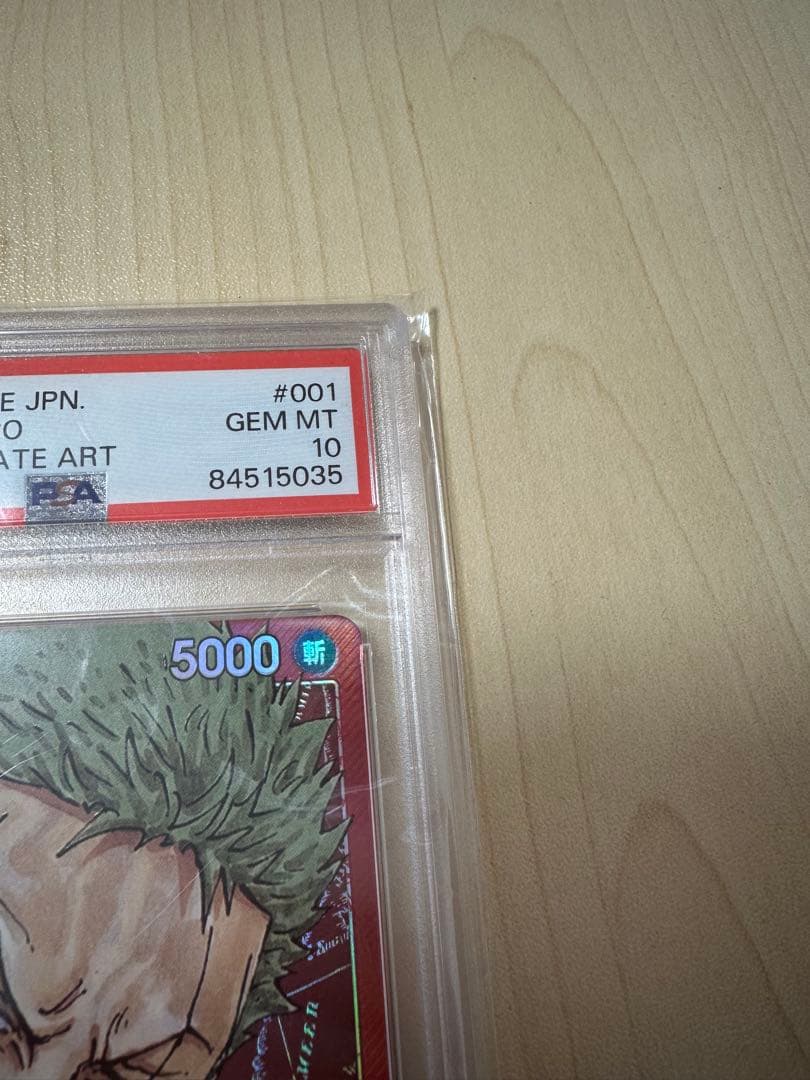 E JPN.
#001
O
GEM MT
ATE ART
10
PSA
84515035
5000
斬